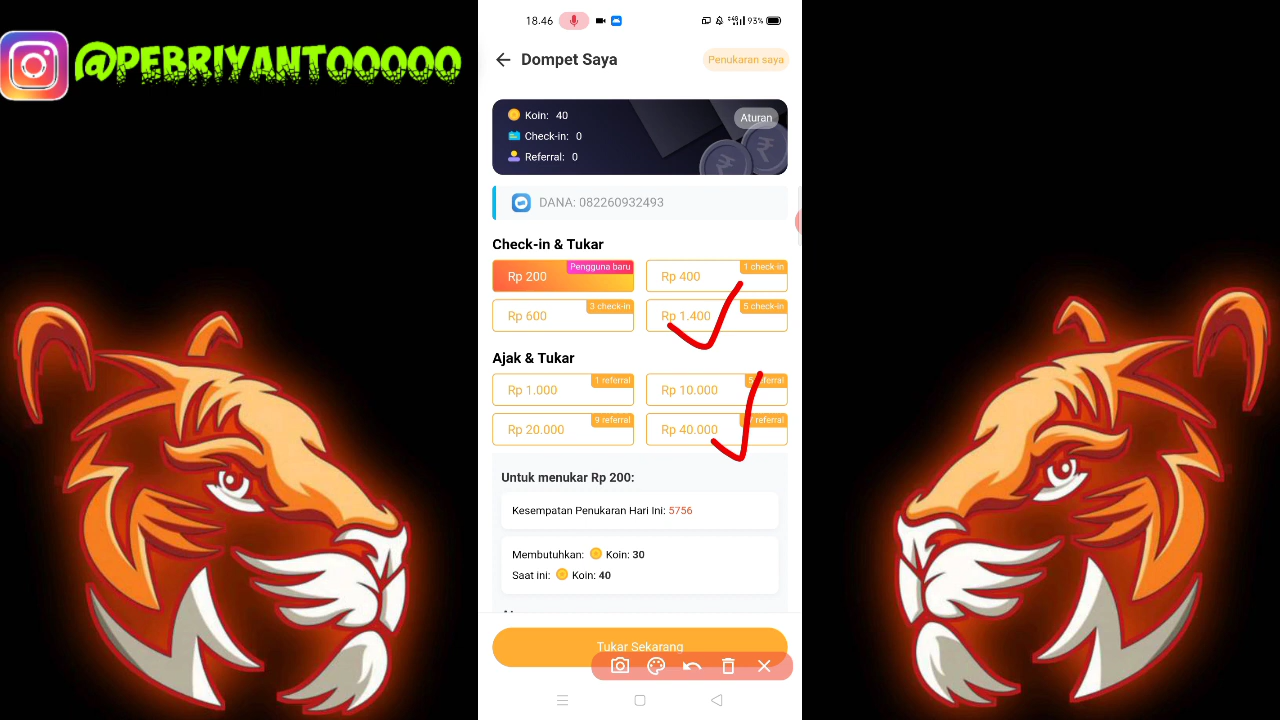 @PEBRIYANTOOOOO
18.46
93%
Dompet Saya
Penukaran saya
Koin: 40
Aturan
Check-in: 0
Referral: 0
DANA: 082260932493
Check-in & Tukar
Rp 200 Pengguna baru
Rp 400 1 check-in
Rp 600 3 check-in
Rp 1.400 5 check-in
Ajak & Tukar
Rp 1.000 1 referral
Rp 10.000
Rp 20.000 9 referral
Rp 40.000 referral
Untuk menukar Rp 200:
Kesempatan Penukaran Hari Ini: 5756
Membutuhkan: Koin: 30
Saat ini: Koin: 40
Tukar Sekarang